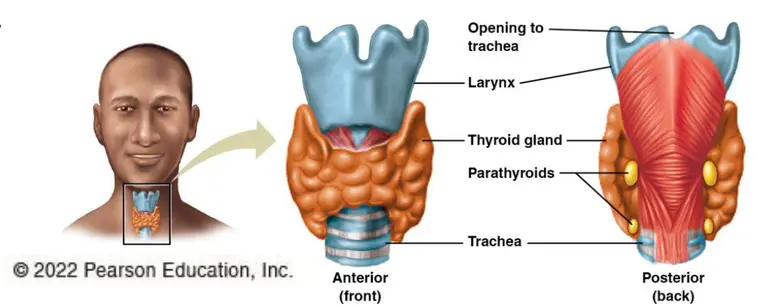 Opening to
trachea
Larynx
Thyroid gland
Parathyroids
Trachea
© 2022 Pearson Education, Inc.
Anterior
(front)
Posterior
(back)